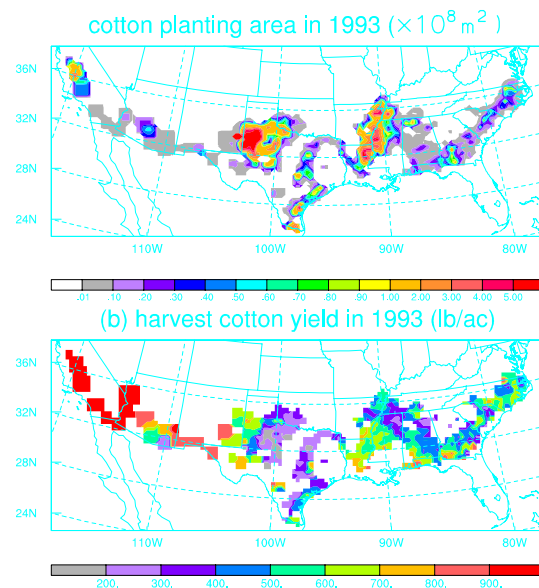 cotton planting area in 1993 (×10⁸m²)
36N
32N
28N
24N
110W 100W 90W 80W
.01 .10 .20 .30 .40 .50 .60 .70 .80 .90 1.00 2.00 3.00 4.00 5.00
(b) harvest cotton yield in 1993 (lb/ac)
36N
32N
28N
24N
110W 100W 90W 80W
200. 300. 400. 500. 600. 700. 800. 900.